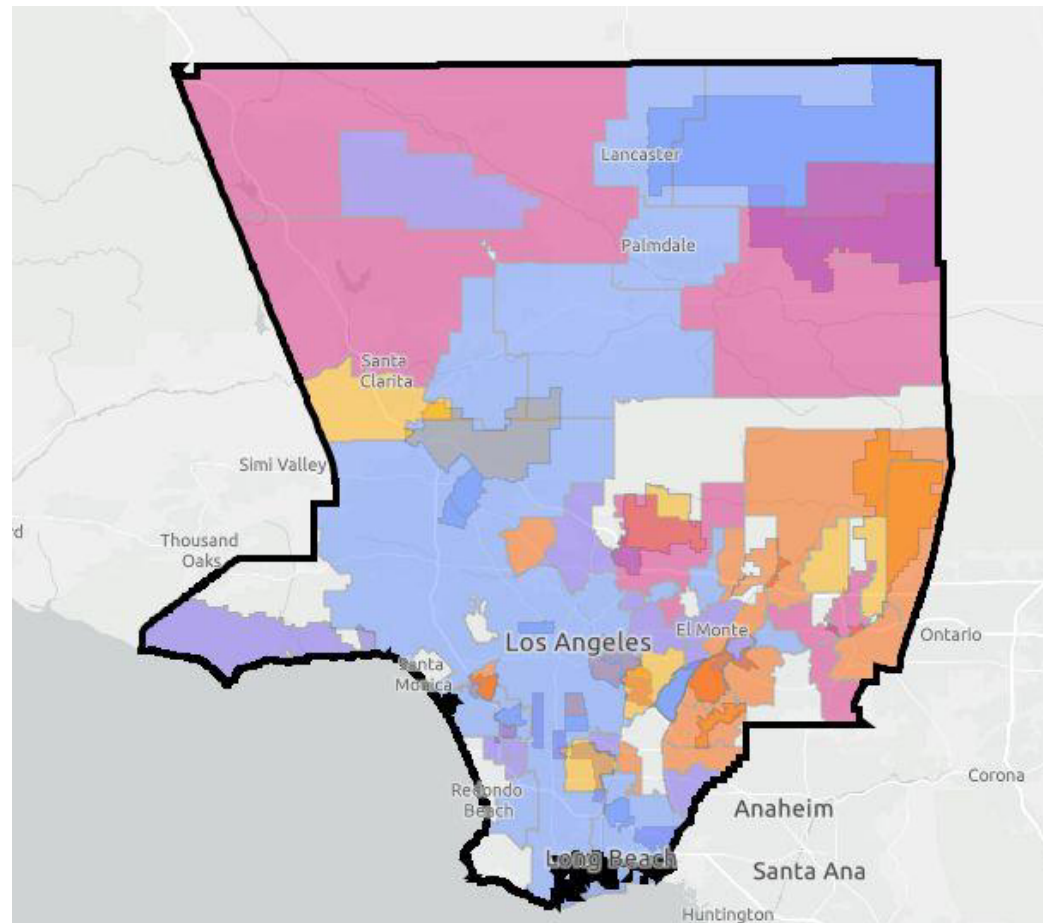 Lancaster
Palmdale
Santa
Clarita
Simi Valley
rd
Thousand
Oaks
Los Angeles
El Monte
Ontario
Santa
Monica
Redondo
Beach
Corona
Anaheim
Long Beach
Santa Ana
Huntington